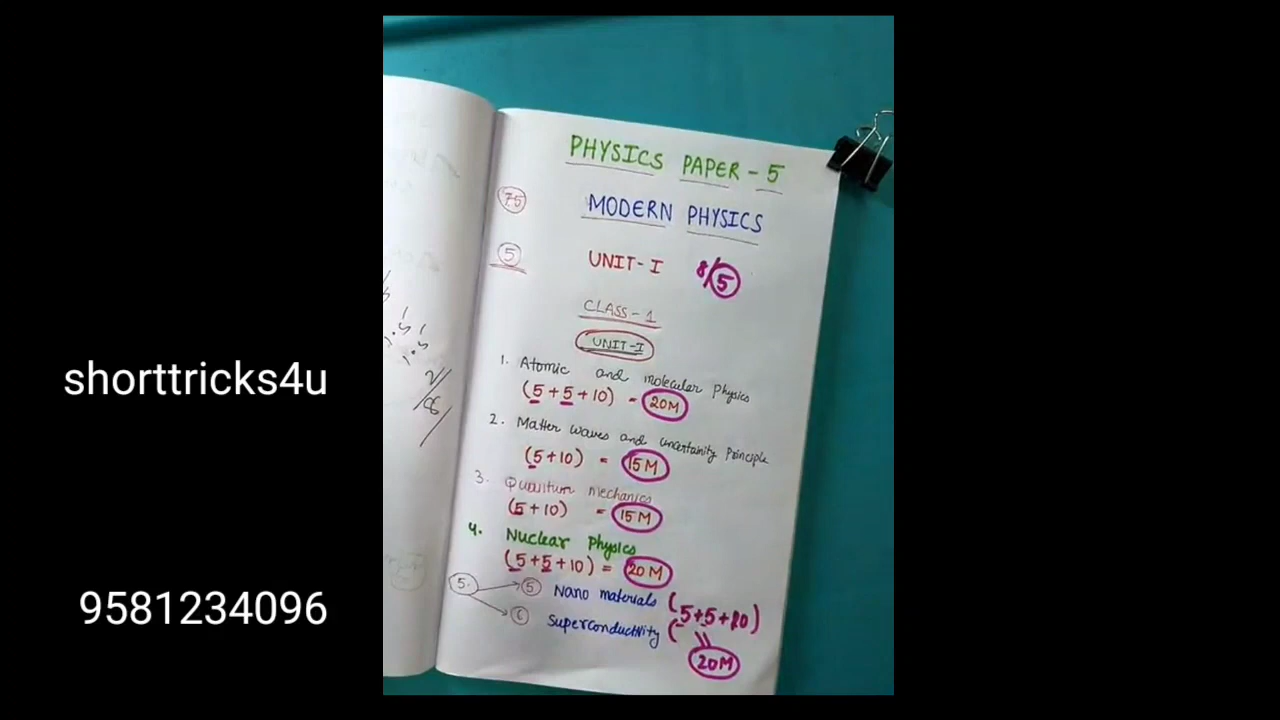 shorttricks4u
9581234096
PHYSICS PAPER - 5
75
MODERN PHYSICS
5
UNIT - I 8/5
CLASS - 1
UNIT-I
1. Atomic and molecular Physics
(5 + 5 + 10) = 20M
2. Matter waves and uncertainity Principle
(5+10) = 15M
3. Quantum mechanics
(5 + 10) = 15M
4. Nuclear Physics
(5+5+10) = 20M
5. 5 Nano materials (5+5+10)
6 Superconductivity (
20M